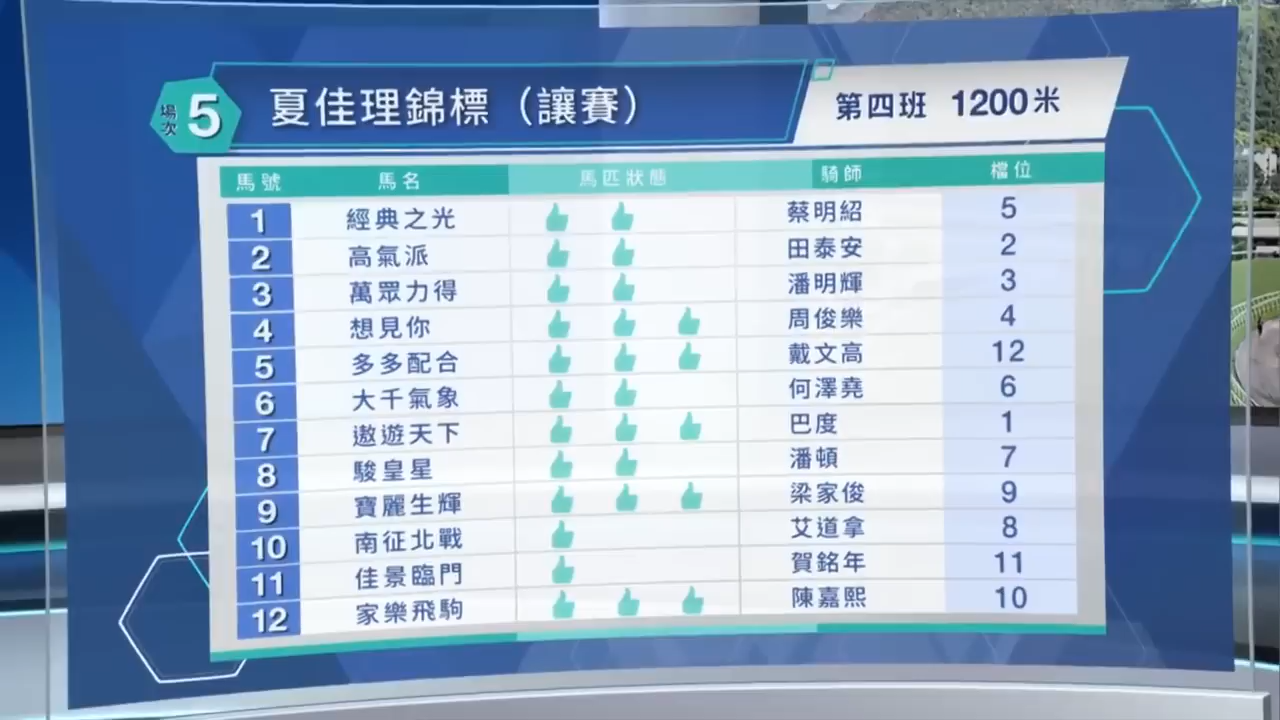 場次 5 夏佳理錦標（讓賽） 第四班 1200米
馬號 馬名 馬匹狀態 騎師 檔位
1 經典之光 蔡明紹 5
2 高氣派 田泰安 2
3 萬眾力得 潘明輝 3
4 想見你 周俊樂 4
5 多多配合 戴文高 12
6 大千氣象 何澤堯 6
7 遨遊天下 巴度 1
8 駿皇星 潘頓 7
9 寶麗生輝 梁家俊 9
10 南征北戰 艾道拿 8
11 佳景臨門 賀銘年 11
12 家樂飛駒 陳嘉熙 10